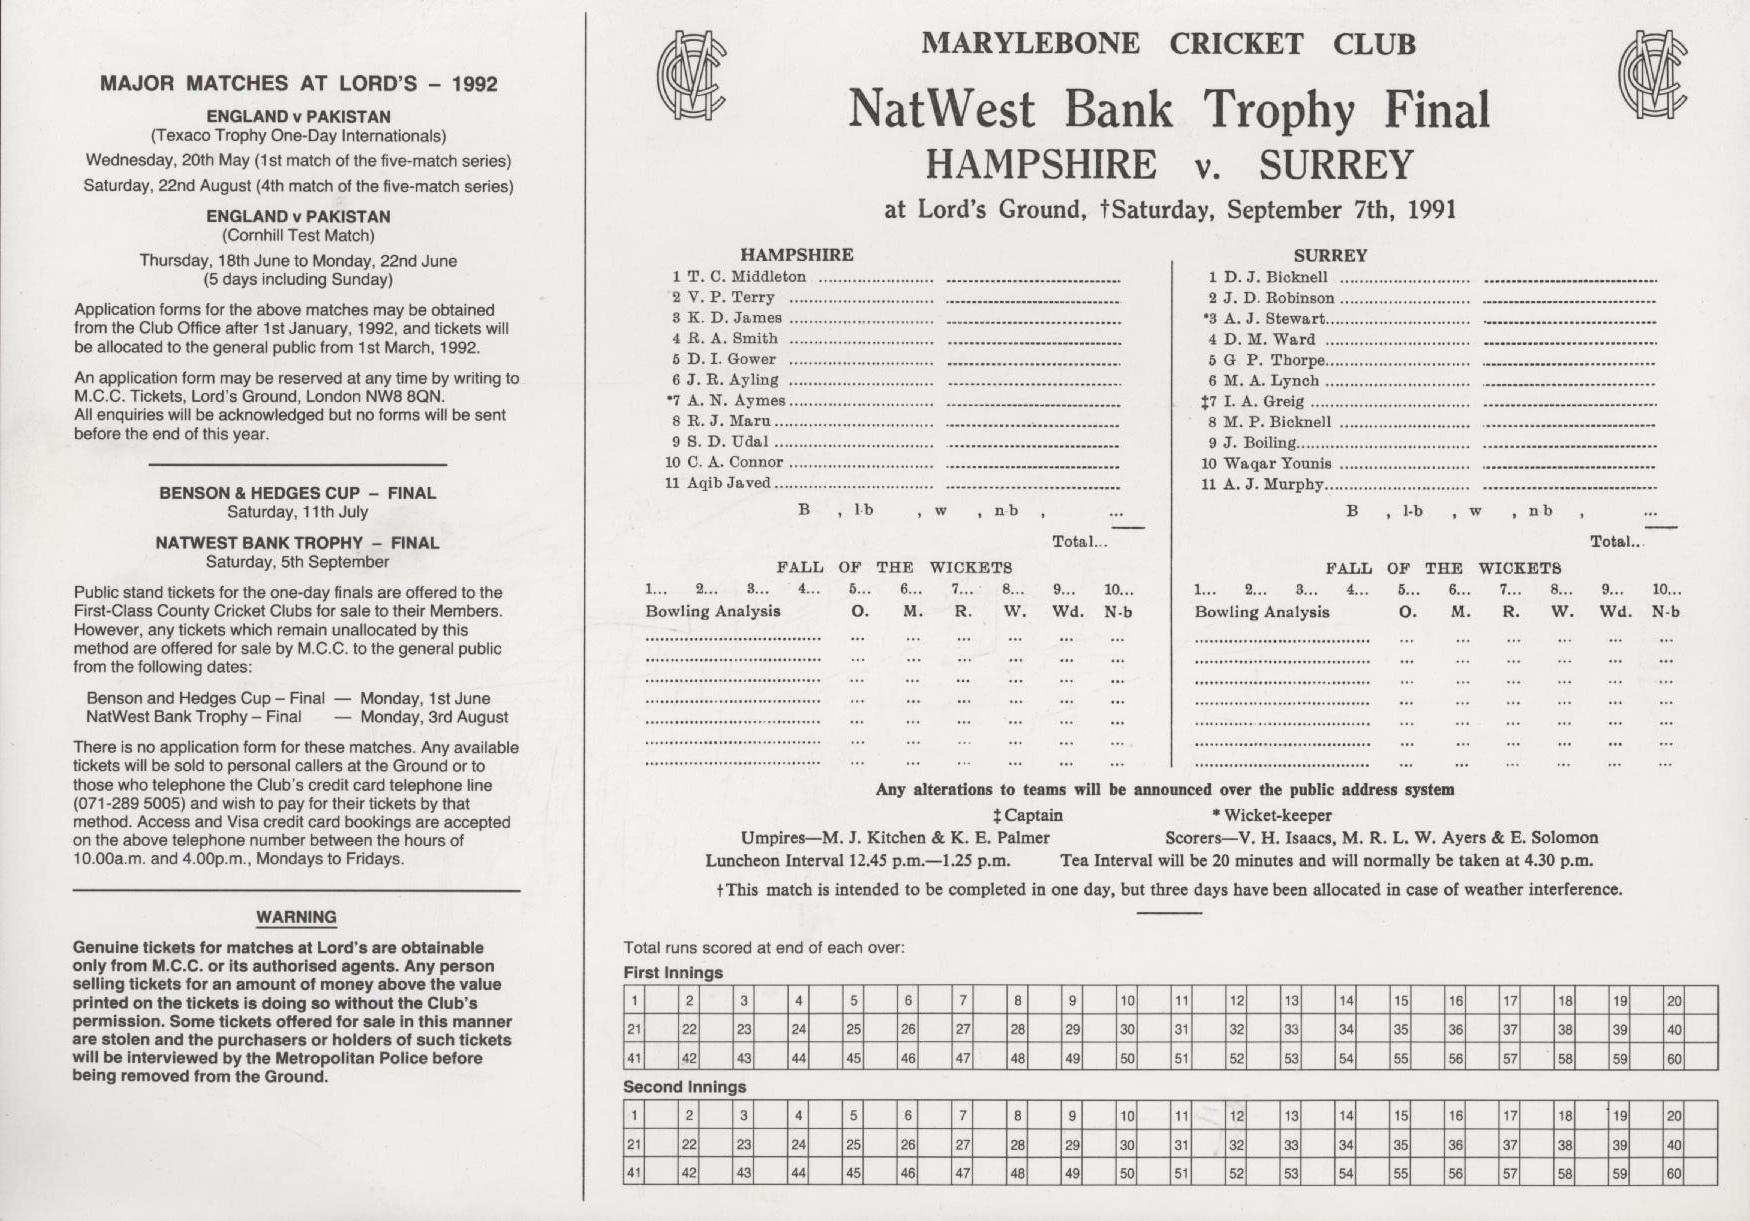 MAJOR MATCHES AT LORD'S – 1992
ENGLAND v PAKISTAN
(Texaco Trophy One-Day Internationals)
Wednesday, 20th May (1st match of the five-match series)
Saturday, 22nd August (4th match of the five-match series)
ENGLAND v PAKISTAN
(Cornhill Test Match)
Thursday, 18th June to Monday, 22nd June
(5 days including Sunday)
Application forms for the above matches may be obtained
from the Club Office after 1st January, 1992, and tickets will
be allocated to the general public from 1st March, 1992.
An application form may be reserved at any time by writing to
M.C.C. Tickets, Lord's Ground, London NW8 8QN.
All enquiries will be acknowledged but no forms will be sent
before the end of this year.
BENSON & HEDGES CUP – FINAL
Saturday, 11th July
NATWEST BANK TROPHY – FINAL
Saturday, 5th September
Public stand tickets for the one-day finals are offered to the
First-Class County Cricket Clubs for sale to their Members.
However, any tickets which remain unallocated by this
method are offered for sale by M.C.C. to the general public
from the following dates:
Benson and Hedges Cup – Final — Monday, 1st June
NatWest Bank Trophy – Final — Monday, 3rd August
There is no application form for these matches. Any available
tickets will be sold to personal callers at the Ground or to
those who telephone the Club's credit card telephone line
(071-289 5005) and wish to pay for their tickets by that
method. Access and Visa credit card bookings are accepted
on the above telephone number between the hours of
10.00a.m. and 4.00p.m., Mondays to Fridays.
WARNING
Genuine tickets for matches at Lord's are obtainable
only from M.C.C. or its authorised agents. Any person
selling tickets for an amount of money above the value
printed on the tickets is doing so without the Club's
permission. Some tickets offered for sale in this manner
are stolen and the purchasers or holders of such tickets
will be interviewed by the Metropolitan Police before
being removed from the Ground.
MCC
MARYLEBONE CRICKET CLUB
MCC
NatWest Bank Trophy Final
HAMPSHIRE v. SURREY
at Lord's Ground, †Saturday, September 7th, 1991
HAMPSHIRE
1 T. C. Middleton
2 V. P. Terry
3 K. D. James
4 R. A. Smith
5 D. I. Gower
6 J. R. Ayling
*7 A. N. Aymes
8 R. J. Maru
9 S. D. Udal
10 C. A. Connor
11 Aqib Javed
B , l-b , w , n-b , ...
Total...
FALL OF THE WICKETS
1... 2... 3... 4... 5... 6... 7... 8... 9... 10...
Bowling Analysis O. M. R. W. Wd. N-b
SURREY
1 D. J. Bicknell
2 J. D. Robinson
*3 A. J. Stewart
4 D. M. Ward
5 G P. Thorpe
6 M. A. Lynch
‡7 I. A. Greig
8 M. P. Bicknell
9 J. Boiling
10 Waqar Younis
11 A. J. Murphy
B , l-b , w , n-b , ...
Total...
FALL OF THE WICKETS
1... 2... 3... 4... 5... 6... 7... 8... 9... 10...
Bowling Analysis O. M. R. W. Wd. N-b
Any alterations to teams will be announced over the public address system
‡ Captain * Wicket-keeper
Umpires—M. J. Kitchen & K. E. Palmer Scorers—V. H. Isaacs, M. R. L. W. Ayers & E. Solomon
Luncheon Interval 12.45 p.m.—1.25 p.m. Tea Interval will be 20 minutes and will normally be taken at 4.30 p.m.
†This match is intended to be completed in one day, but three days have been allocated in case of weather interference.
Total runs scored at end of each over:
First Innings
1 2 3 4 5 6 7 8 9 10 11 12 13 14 15 16 17 18 19 20
21 22 23 24 25 26 27 28 29 30 31 32 33 34 35 36 37 38 39 40
41 42 43 44 45 46 47 48 49 50 51 52 53 54 55 56 57 58 59 60
Second Innings
1 2 3 4 5 6 7 8 9 10 11 12 13 14 15 16 17 18 19 20
21 22 23 24 25 26 27 28 29 30 31 32 33 34 35 36 37 38 39 40
41 42 43 44 45 46 47 48 49 50 51 52 53 54 55 56 57 58 59 60